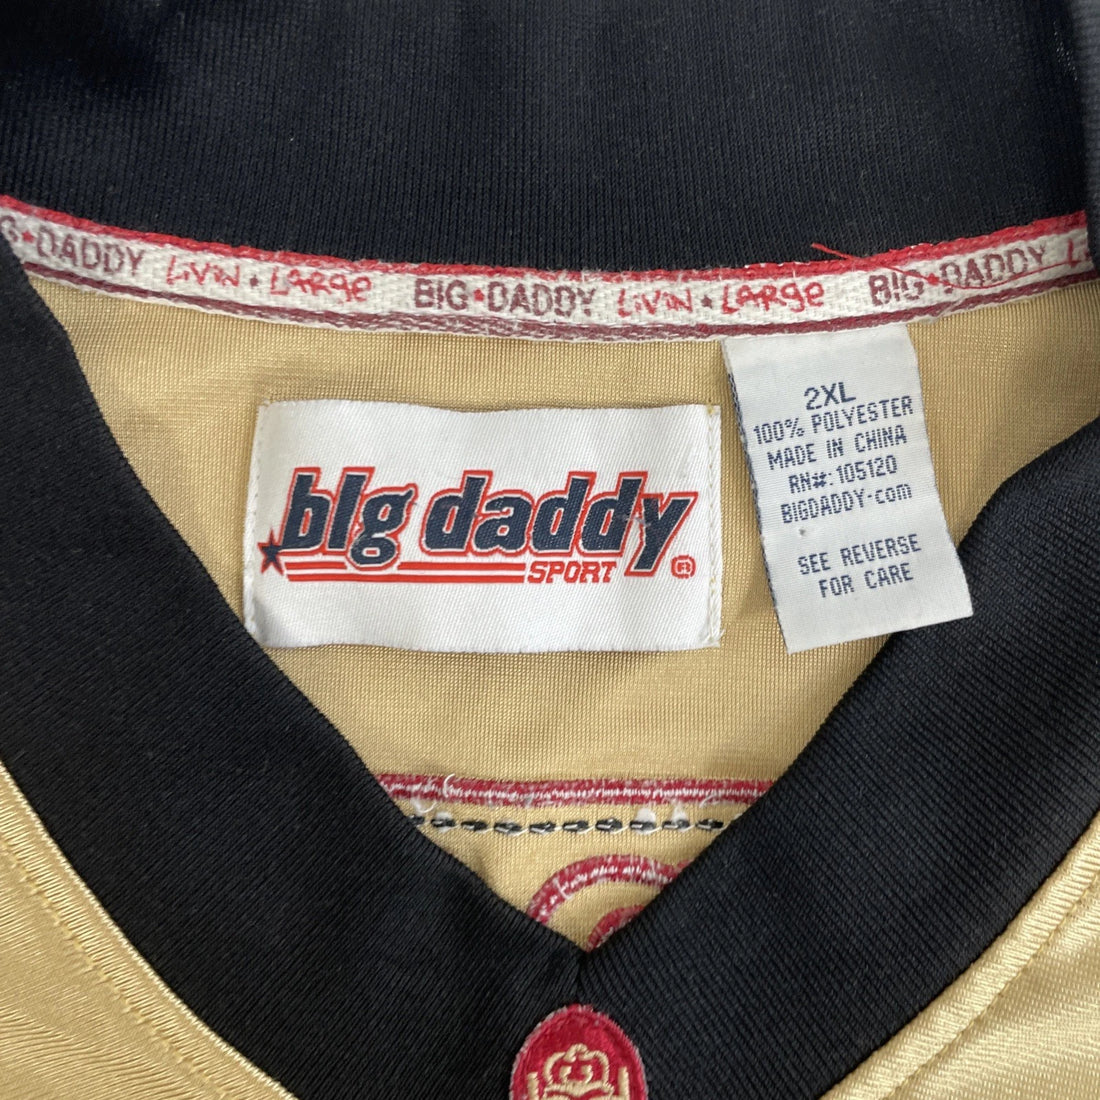 G★DADDY Livin • LARge BIG★DADDY Livin • LARge BIG★DADDY L
big daddy
SPORT ®
2XL
100% POLYESTER
MADE IN CHINA
RN#:105120
BIGDADDY.com
SEE REVERSE
FOR CARE